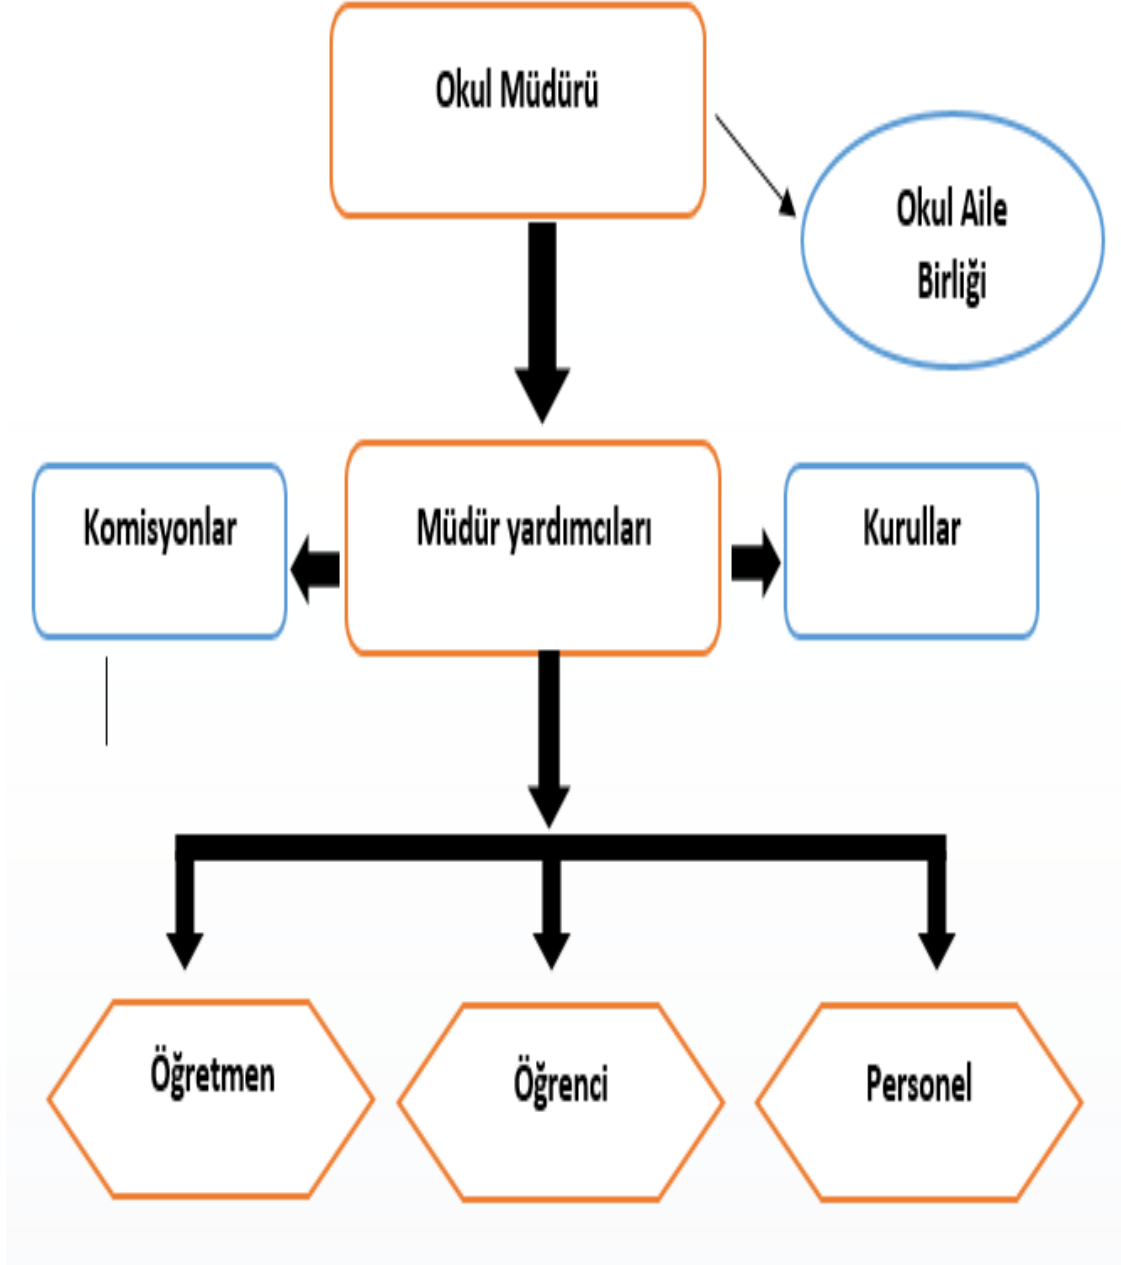 Okul Müdürü
Okul Aile
Birliği
Komisyonlar
Müdür yardımcıları
Kurullar
Öğretmen
Öğrenci
Personel